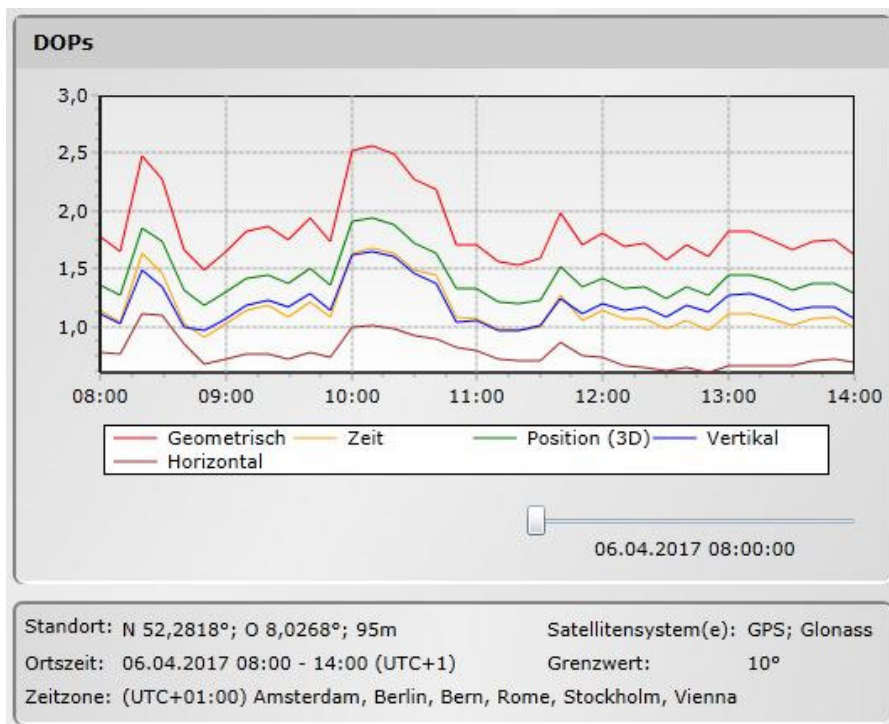 DOPs
3,0
2,5
2,0
1,5
1,0
08:00 09:00 10:00 11:00 12:00 13:00 14:00
Geometrisch Zeit Position (3D) Vertikal
Horizontal
06.04.2017 08:00:00
Standort: N 52,2818°; O 8,0268°; 95m Satellitensystem(e): GPS; Glonass
Ortszeit: 06.04.2017 08:00 - 14:00 (UTC+1) Grenzwert: 10°
Zeitzone: (UTC+01:00) Amsterdam, Berlin, Bern, Rome, Stockholm, Vienna